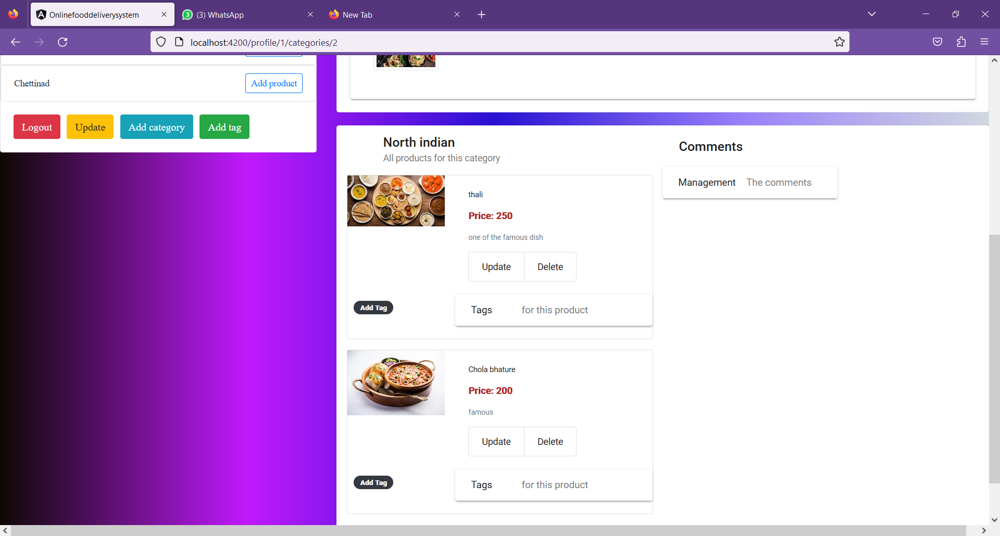 Onlinefooddeliverysystem
3 (3) WhatsApp
New Tab
localhost:4200/profile/1/categories/2
Chettinad
Add product
Logout
Update
Add category
Add tag
North indian
All products for this category
thali
Price: 250
one of the famous dish
Update
Delete
Add Tag
Tags for this product
Chola bhature
Price: 200
famous
Update
Delete
Add Tag
Tags for this product
Comments
Management The comments